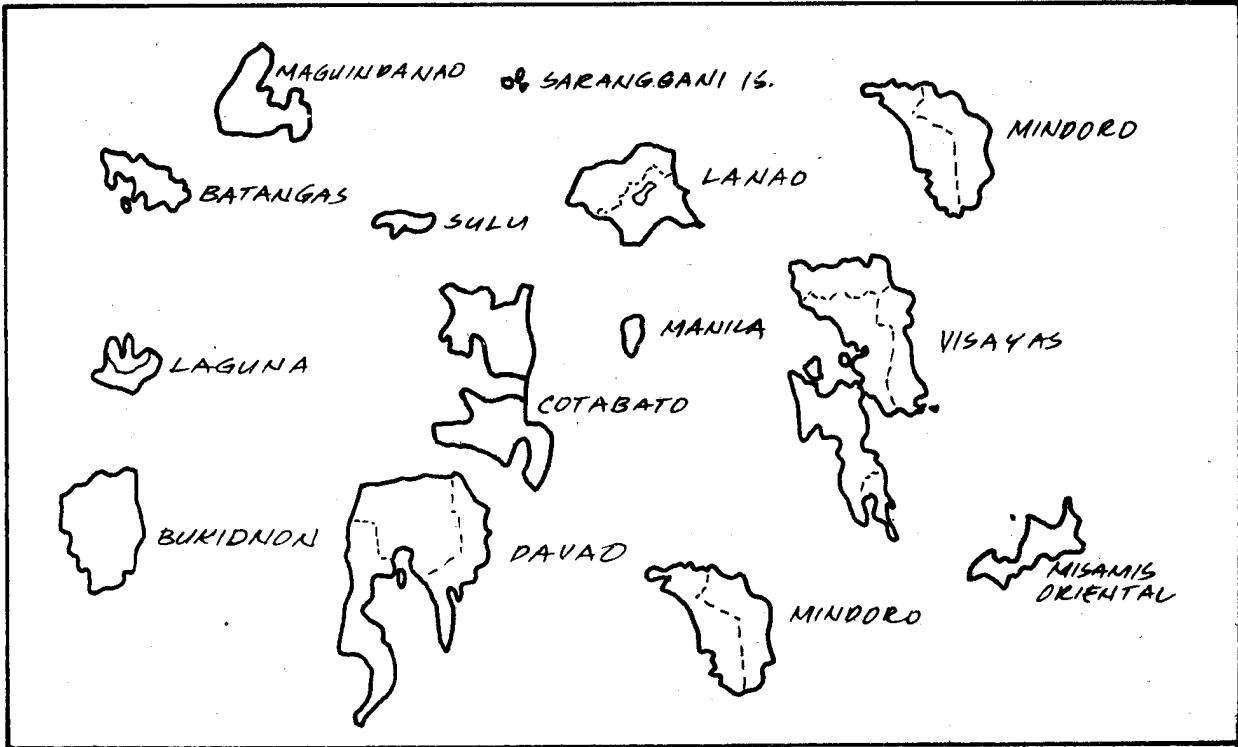 MAGUINDANAO
SARANGGANI IS.
MINDORO
BATANGAS
LANAO
SULU
LAGUNA
MANILA
VISAYAS
COTABATO
BUKIDNON
DAVAO
MINDORO
MISAMIS
ORIENTAL